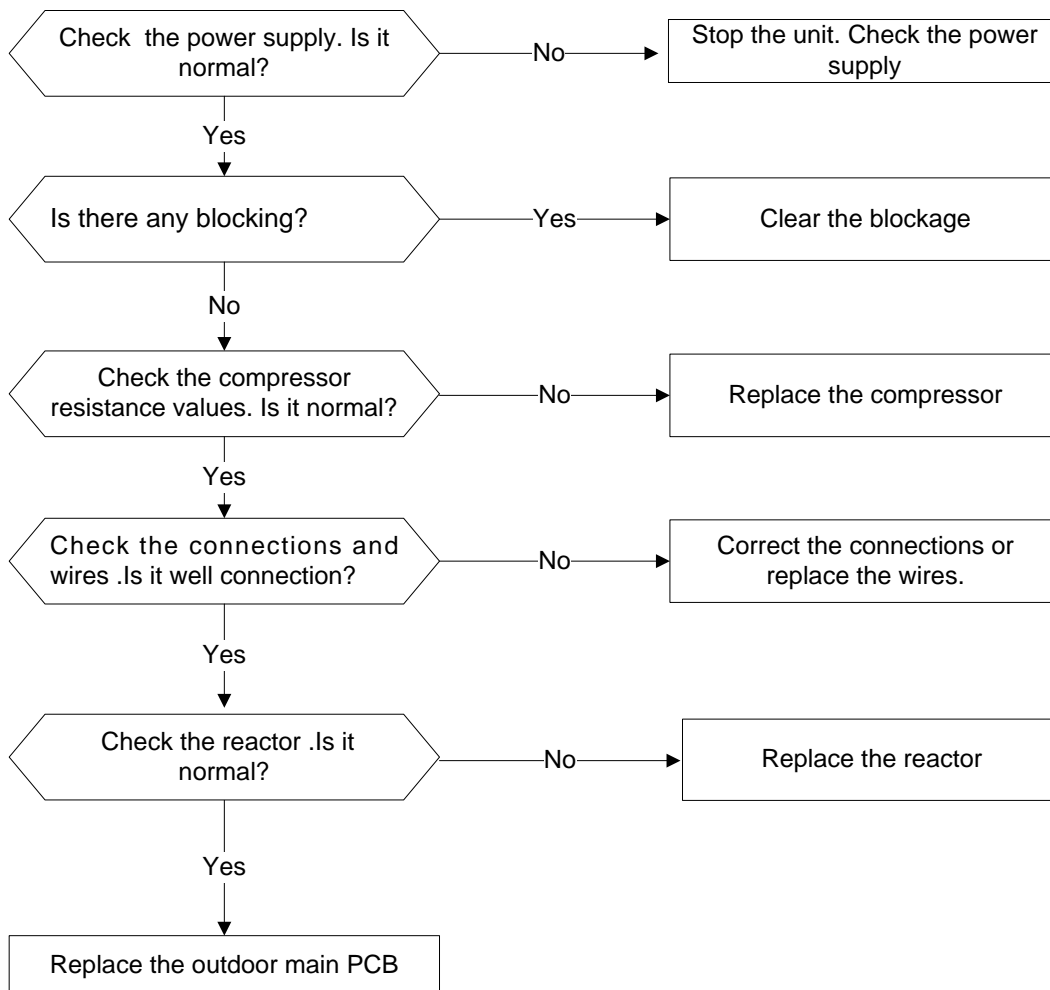 Check the power supply. Is it
normal?
No
Stop the unit. Check the power
supply
Yes
Is there any blocking?
Yes
Clear the blockage
No
Check the compressor
resistance values. Is it normal?
No
Replace the compressor
Yes
Check the connections and
wires .Is it well connection?
No
Correct the connections or
replace the wires.
Yes
Check the reactor .Is it
normal?
No
Replace the reactor
Yes
Replace the outdoor main PCB